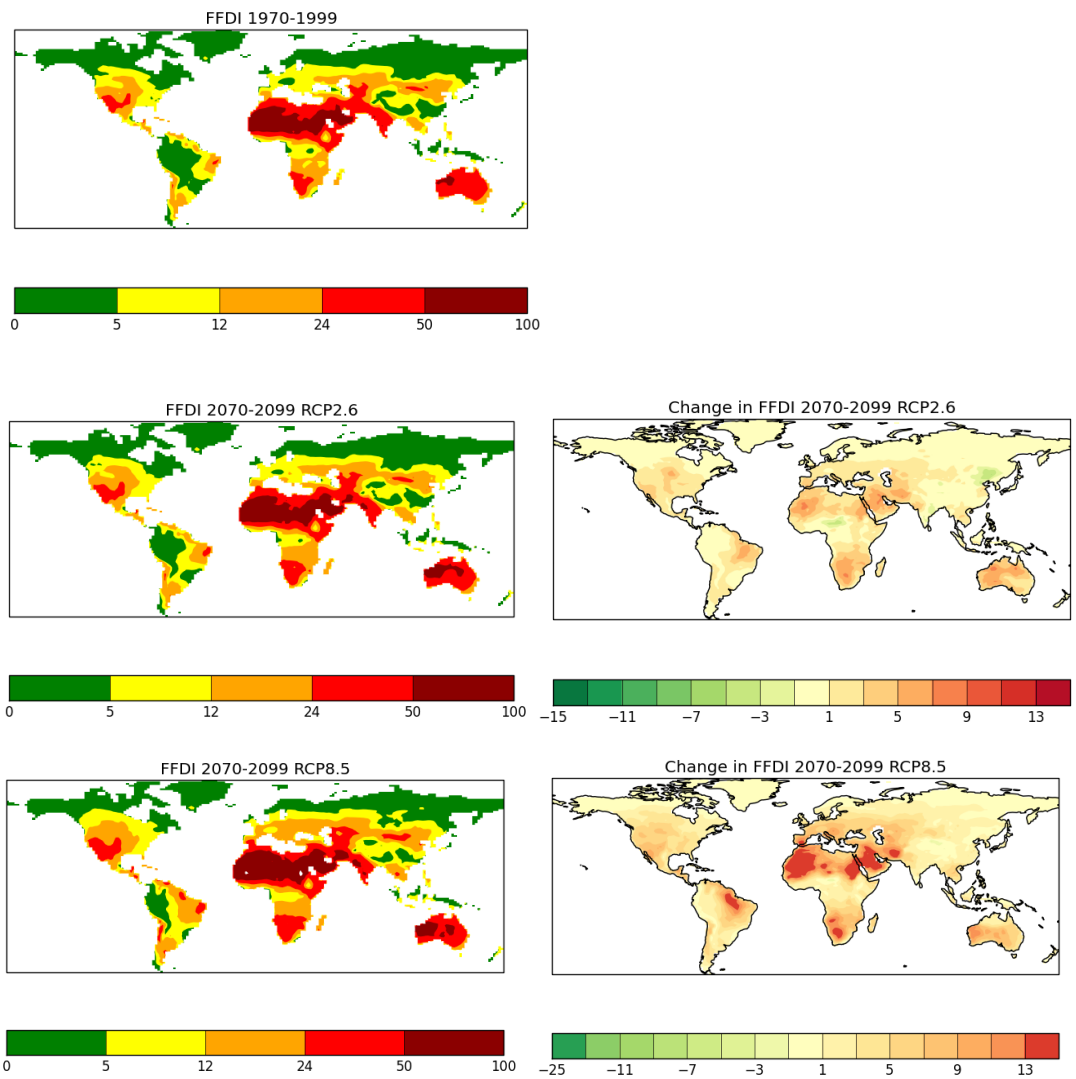 FFDI 1970-1999
0 5 12 24 50 100
FFDI 2070-2099 RCP2.6
0 5 12 24 50 100
Change in FFDI 2070-2099 RCP2.6
−15 −11 −7 −3 1 5 9 13
FFDI 2070-2099 RCP8.5
0 5 12 24 50 100
Change in FFDI 2070-2099 RCP8.5
−25 −11 −7 −3 1 5 9 13